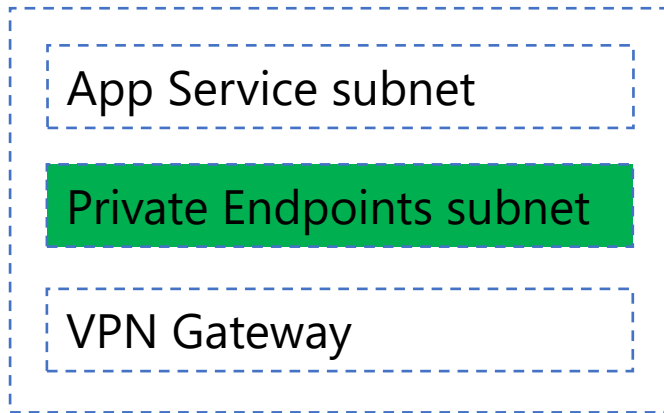 App Service subnet
Private Endpoints subnet
VPN Gateway